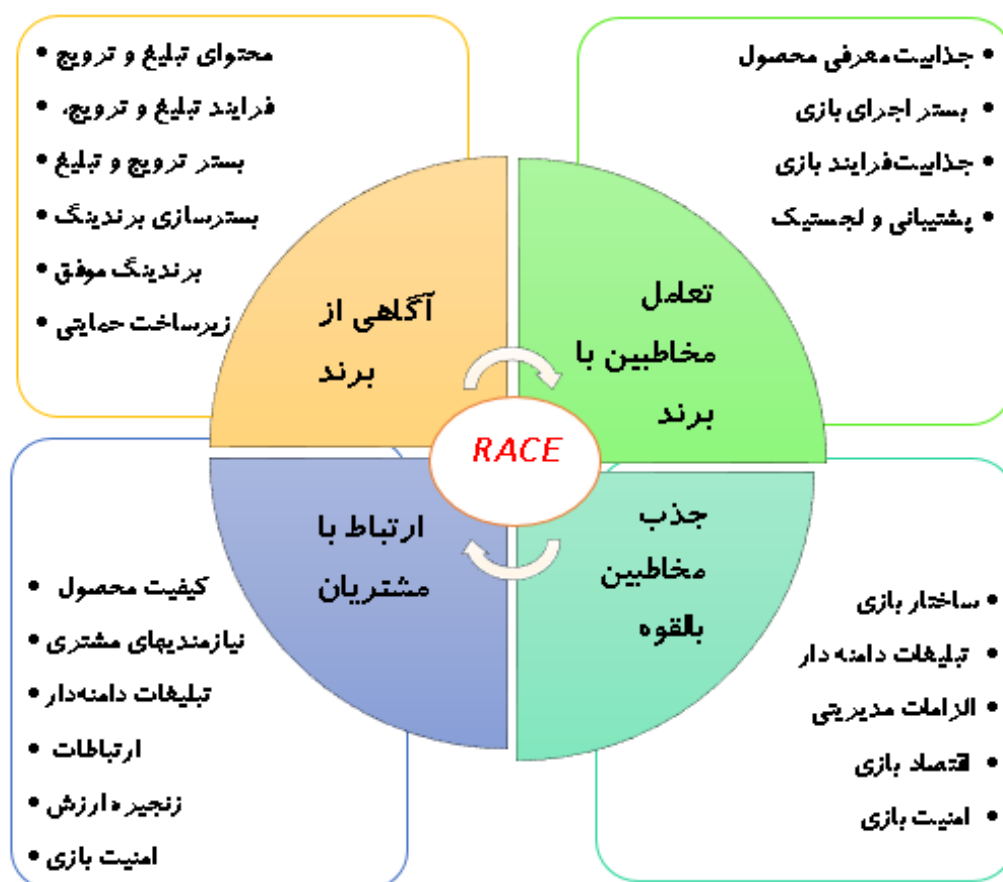 جذابیت معرفی محصول
بستر اجرای بازی
جذابیت فرایند بازی
پشتیبانی و لجستیک
محتوای تبلیغ و ترویج
فرایند تبلیغ و ترویج،
بستر ترویج و تبلیغ
بسترسازی برندینگ
برندینگ موفق
زیرساخت حمایتی
تعامل
مخاطبین با
برند
آگاهی از
برند
RACE
جذب
مخاطبین
بالقوه
ارتباط با
مشتریان
ساختار بازی
تبلیغات دامنه دار
الزامات مدیریتی
اقتصاد بازی
امنیت بازی
کیفیت محصول
نیازمندیهای مشتری
تبلیغات دامنه‌دار
ارتباطات
زنجیره ارزش
امنیت بازی